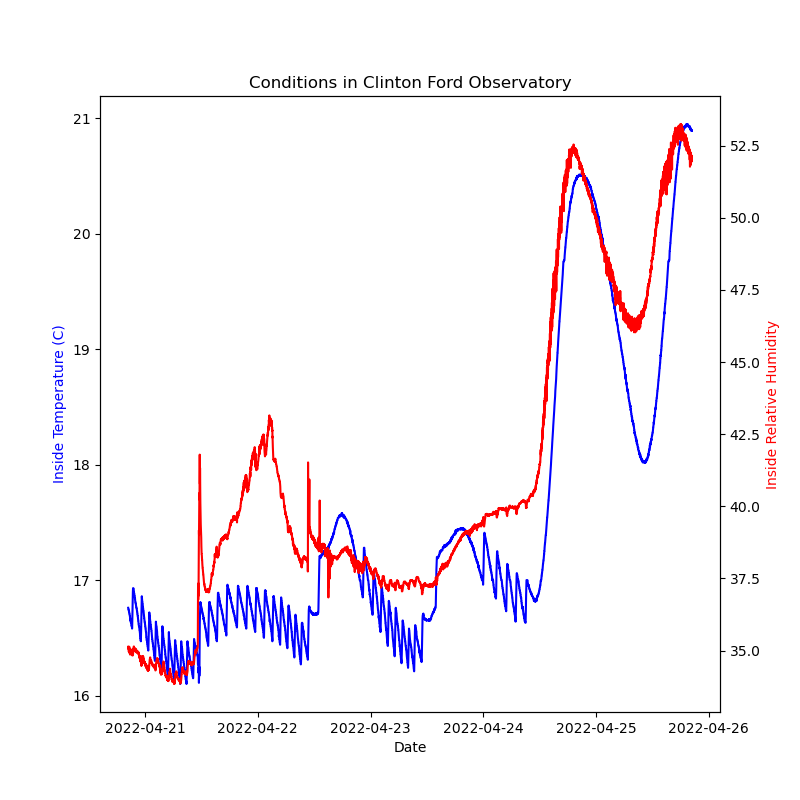 Conditions in Clinton Ford Observatory
21
20
19
18
17
16
Inside Temperature (C)
52.5
50.0
47.5
45.0
42.5
40.0
37.5
35.0
Inside Relative Humidity
2022-04-21 2022-04-22 2022-04-23 2022-04-24 2022-04-25 2022-04-26
Date